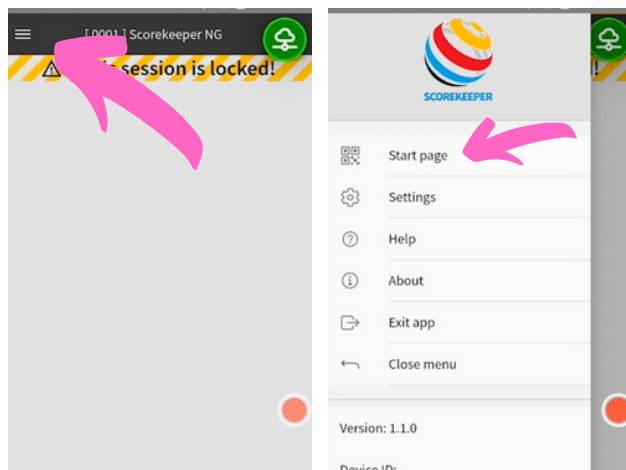 [ 0001 ] Scorekeeper NG
session is locked!
SCOREKEEPER
Start page
Settings
Help
About
Exit app
Close menu
Version: 1.1.0
Device ID: